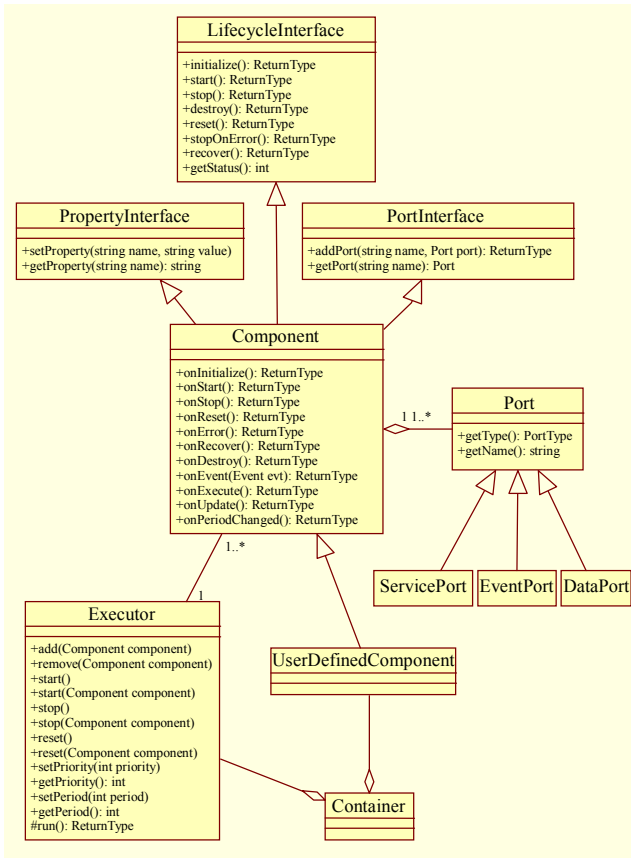 LifecycleInterface
+initialize(): ReturnType
+start(): ReturnType
+stop(): ReturnType
+destroy(): ReturnType
+reset(): ReturnType
+stopOnError(): ReturnType
+recover(): ReturnType
+getStatus(): int
PropertyInterface
+setProperty(string name, string value)
+getProperty(string name): string
PortInterface
+addPort(string name, Port port): ReturnType
+getPort(string name): Port
Component
+onInitialize(): ReturnType
+onStart(): ReturnType
+onStop(): ReturnType
+onReset(): ReturnType
+onError(): ReturnType
+onRecover(): ReturnType
+onDestroy(): ReturnType
+onEvent(Event evt): ReturnType
+onExecute(): ReturnType
+onUpdate(): ReturnType
+onPeriodChanged(): ReturnType
1 1..*
Port
+getType(): PortType
+getName(): string
ServicePort
EventPort
DataPort
1..*
1
Executor
+add(Component component)
+remove(Component component)
+start()
+start(Component component)
+stop()
+stop(Component component)
+reset()
+reset(Component component)
+setPriority(int priority)
+getPriority(): int
+setPeriod(int period)
+getPeriod(): int
#run(): ReturnType
UserDefinedComponent
Container